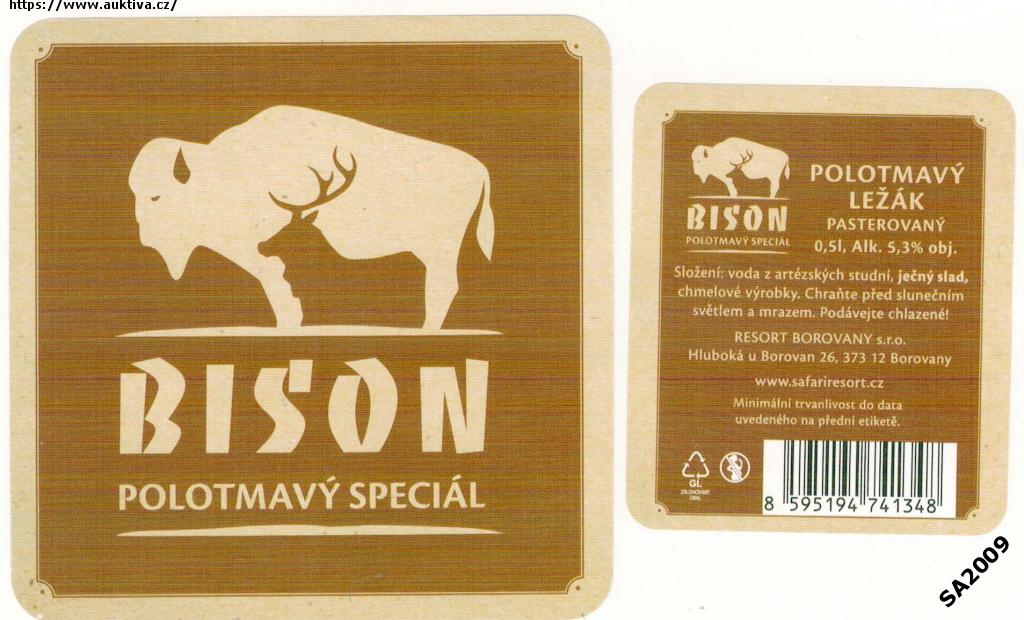 https://www.auktiva.cz/
BISON
POLOTMAVÝ SPECIÁL
BISON
POLOTMAVÝ SPECIÁL
POLOTMAVÝ
LEŽÁK
PASTEROVANÝ
0,5l, Alk. 5,3% obj.
Složení: voda z artézských studní, ječný slad,
chmelové výrobky. Chraňte před slunečním
světlem a mrazem. Podávejte chlazené!
RESORT BOROVANY s.r.o.
Hluboká u Borovan 26, 373 12 Borovany
www.safariresort.cz
Minimální trvanlivost do data
uvedeného na přední etiketě.
GL
ZÁLOHOVANÝ
OBAL
8 595194 741348
SA2009